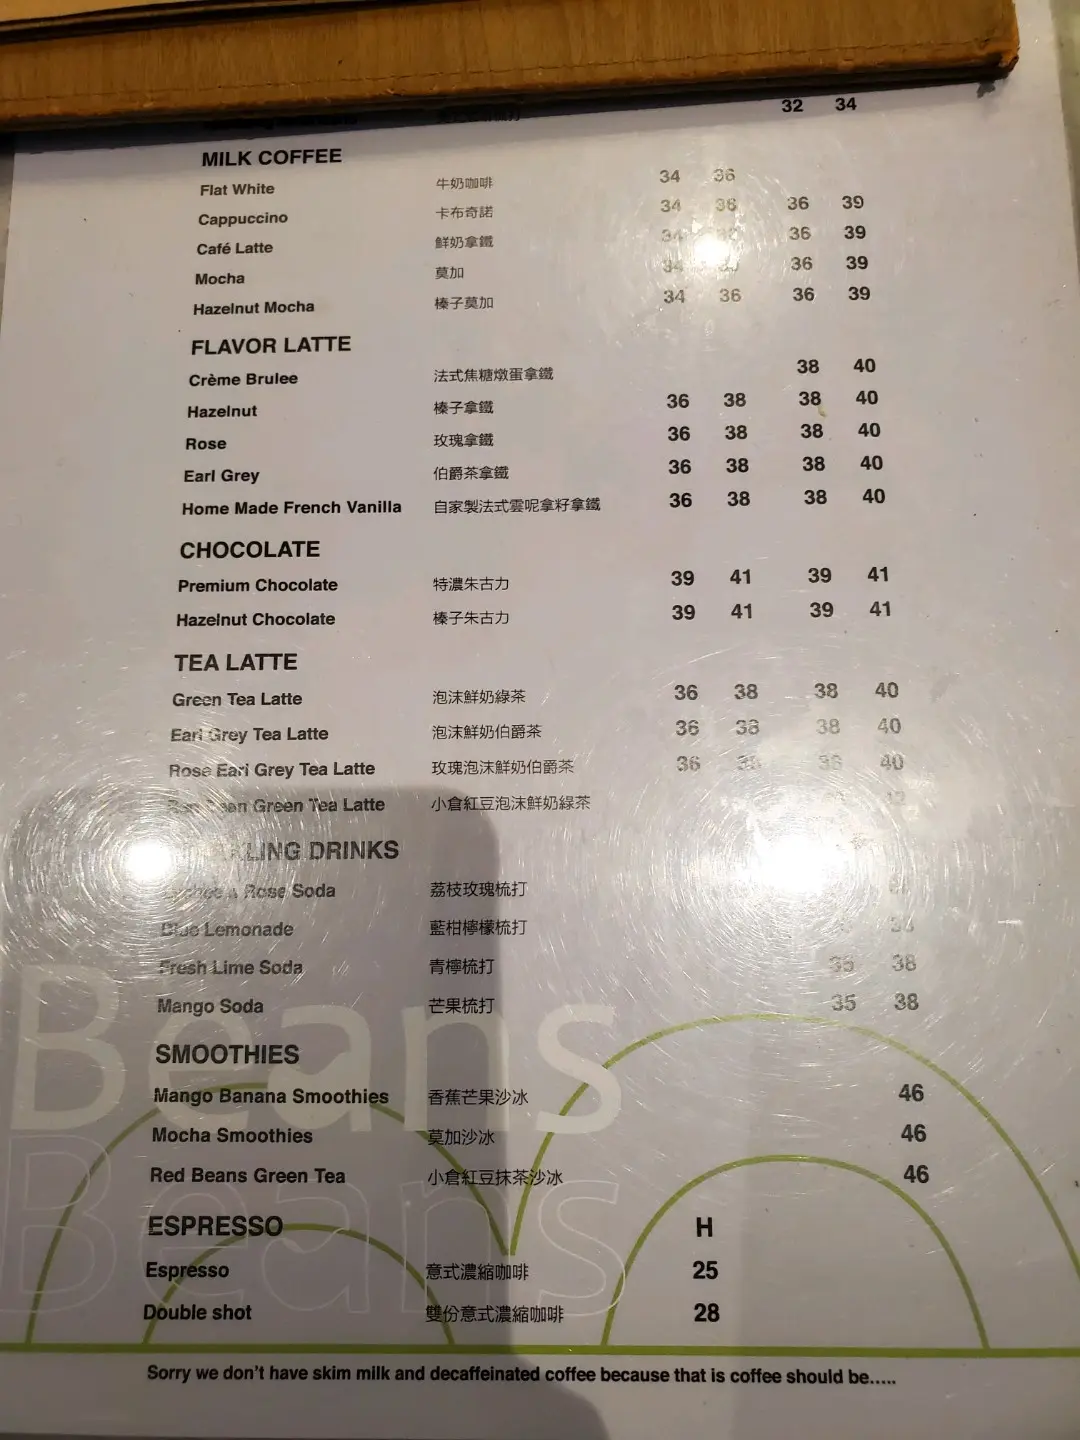 32 34
MILK COFFEE
Flat White 牛奶咖啡 34 36
Cappuccino 卡布奇諾 34 36 36 39
Café Latte 鮮奶拿鐵 34 36 39
Mocha 莫加 34 36 39
Hazelnut Mocha 榛子莫加 34 36 36 39
FLAVOR LATTE
Crème Brulee 法式焦糖燉蛋拿鐵 38 40
Hazelnut 榛子拿鐵 36 38 38 40
Rose 玫瑰拿鐵 36 38 38 40
Earl Grey 伯爵茶拿鐵 36 38 38 40
Home Made French Vanilla 自家製法式雲呢拿籽拿鐵 36 38 38 40
CHOCOLATE
Premium Chocolate 特濃朱古力 39 41 39 41
Hazelnut Chocolate 榛子朱古力 39 41 39 41
TEA LATTE
Green Tea Latte 泡沫鮮奶綠茶 36 38 38 40
Earl Grey Tea Latte 泡沫鮮奶伯爵茶 36 38 38 40
Rose Earl Grey Tea Latte 玫瑰泡沫鮮奶伯爵茶 36 38 38 40
Green Tea Latte 小倉紅豆泡沫鮮奶綠茶
DRINKS
Rose Soda 荔枝玫瑰梳打
Blue Lemonade 藍柑檸檬梳打 38
Fresh Lime Soda 青檸梳打 35 38
Mango Soda 芒果梳打 35 38
Beans
SMOOTHIES
Mango Banana Smoothies 香蕉芒果沙冰 46
Mocha Smoothies 莫加沙冰 46
Red Beans Green Tea 小倉紅豆抹茶沙冰 46
Beans
ESPRESSO H
Espresso 意式濃縮咖啡 25
Double shot 雙份意式濃縮咖啡 28
Sorry we don't have skim milk and decaffeinated coffee because that is coffee should be.....